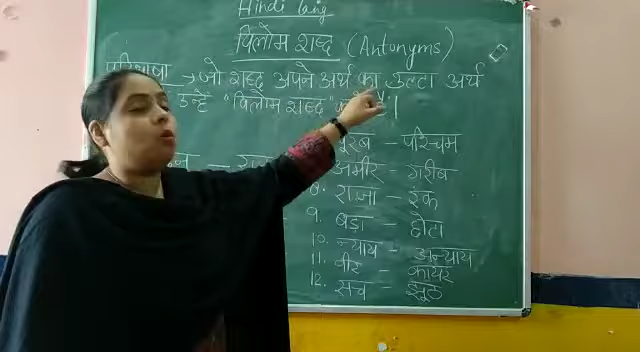 Hindi lang
विलोम शब्द (Antonyms)
परिभाषा → जो शब्द अपने अर्थ का उल्टा अर्थ
उन्हें "विलोम शब्द"
पूरब – पश्चिम
अमीर – गरीब
8. राजा – रंक
9. बड़ा – छोटा
10. न्याय – अन्याय
11. वीर – कायर
12. सच – झूठ